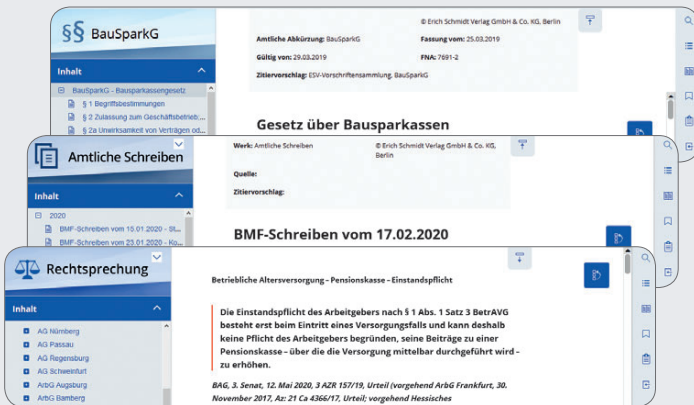 §§ BauSparkG
Inhalt
BauSparkG - Bausparkassengesetz
§ 1 Begriffsbestimmungen
§ 2 Zulassung zum Geschäftsbetrieb;...
§ 2a Unwirksamkeit von Verträgen od...
© Erich Schmidt Verlag GmbH & Co. KG, Berlin
Amtliche Abkürzung: BauSparkG
Fassung vom: 25.03.2019
Gültig von: 29.03.2019
FNA: 7691-2
Zitiervorschlag: ESV-Vorschriftensammlung, BauSparkG
Gesetz über Bausparkassen
Amtliche Schreiben
Inhalt
2020
BMF-Schreiben vom 15.01.2020 - St...
BMF-Schreiben vom 23.01.2020 - Ko...
Werk: Amtliche Schreiben
© Erich Schmidt Verlag GmbH & Co. KG,
Berlin
Quelle:
Zitiervorschlag:
BMF-Schreiben vom 17.02.2020
Rechtsprechung
Inhalt
AG Nürnberg
AG Passau
AG Regensburg
AG Schweinfurt
ArbG Augsburg
ArbG Bamberg
Betriebliche Altersversorgung – Pensionskasse – Einstandspflicht
Die Einstandspflicht des Arbeitgebers nach § 1 Abs. 1 Satz 3 BetrAVG
besteht erst beim Eintritt eines Versorgungsfalls und kann deshalb
keine Pflicht des Arbeitgebers begründen, seine Beiträge zu einer
Pensionskasse – über die die Versorgung mittelbar durchgeführt wird –
zu erhöhen.
BAG, 3. Senat, 12. Mai 2020, 3 AZR 157/19, Urteil (vorgehend ArbG Frankfurt, 30.
November 2017, Az: 21 Ca 4366/17, Urteil; vorgehend Hessisches